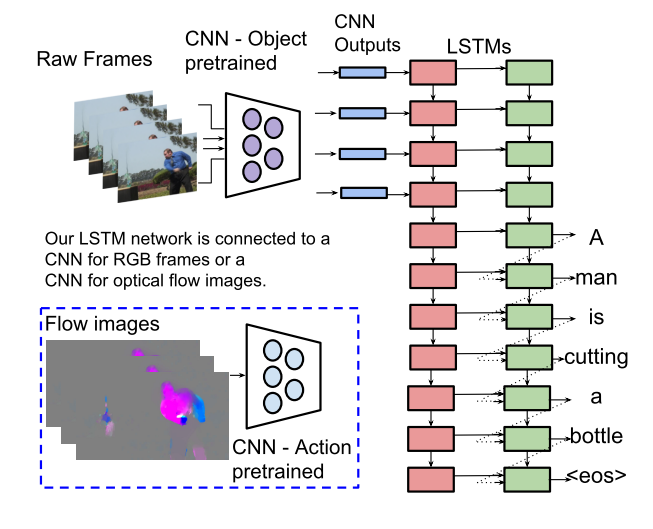 Raw Frames
CNN - Object
pretrained
CNN
Outputs
LSTMs
Our LSTM network is connected to a
CNN for RGB frames or a
CNN for optical flow images.
Flow images
CNN - Action
pretrained
A
man
is
cutting
a
bottle
<eos>